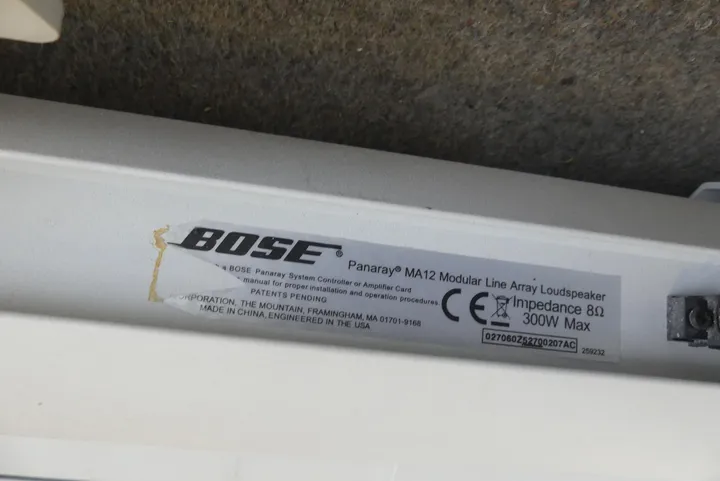 BOSE®
Panaray® MA12 Modular Line Array Loudspeaker
a BOSE Panaray System Controller or Amplifier Card
manual for proper installation and operation procedures
PATENTS PENDING
CORPORATION, THE MOUNTAIN, FRAMINGHAM, MA 01701-9168
MADE IN CHINA, ENGINEERED IN THE USA
CE
Impedance 8Ω
300W Max
027060Z52700207AC
259232